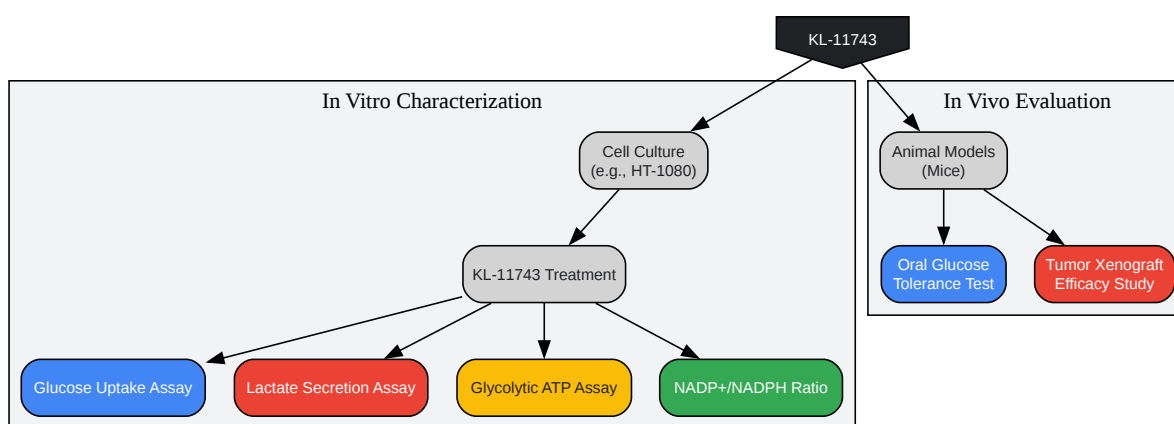 KL-11743
In Vitro Characterization
In Vivo Evaluation
Cell Culture
(e.g., HT-1080)
Animal Models
(Mice)
KL-11743 Treatment
Oral Glucose
Tolerance Test
Tumor Xenograft
Efficacy Study
Glucose Uptake Assay
Lactate Secretion Assay
Glycolytic ATP Assay
NADP+/NADPH Ratio